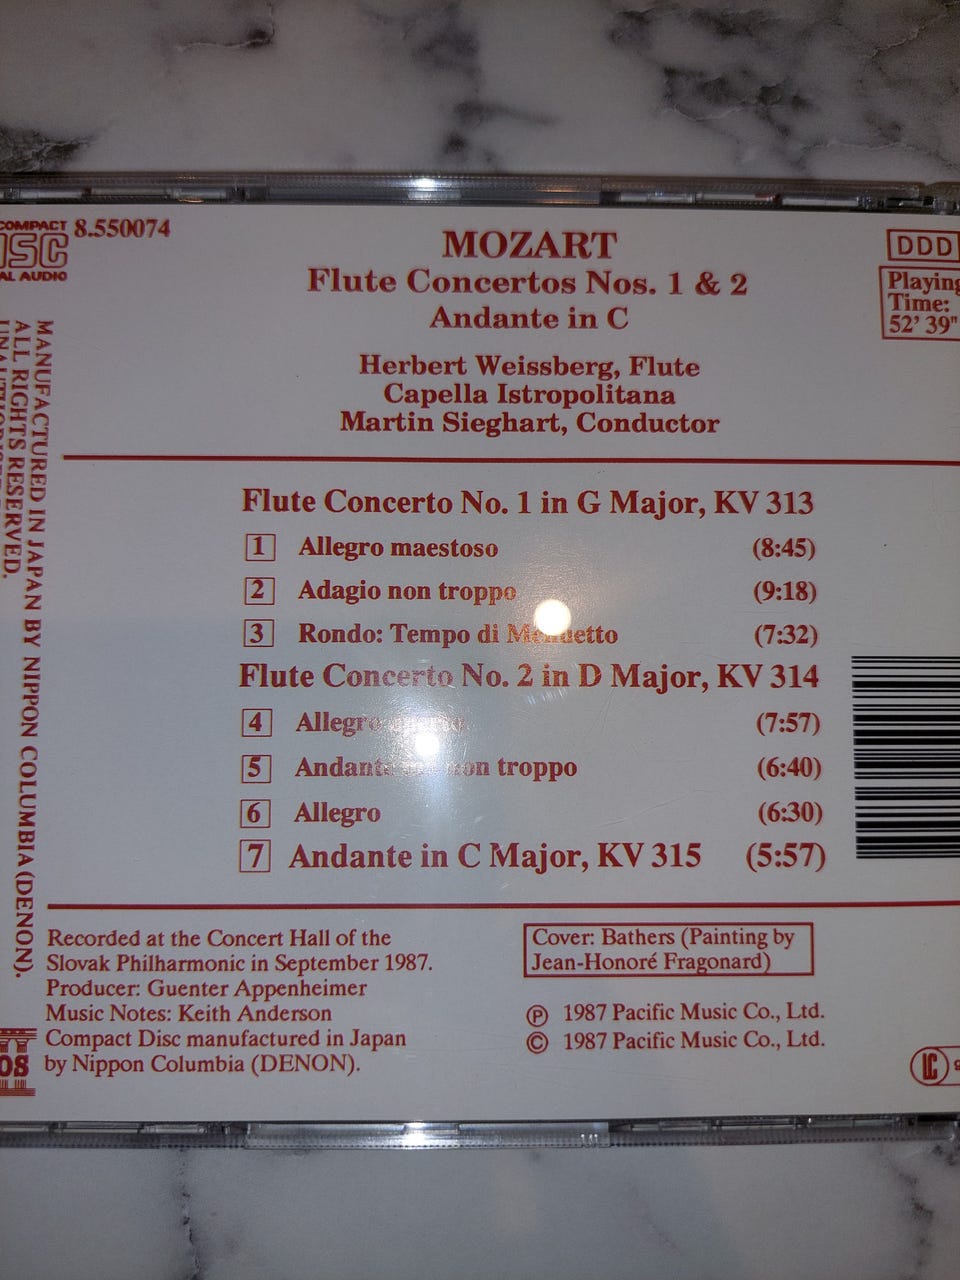 COMPACT
DISC
AL AUDIO
8.550074
MOZART
Flute Concertos Nos. 1 & 2
Andante in C
Herbert Weissberg, Flute
Capella Istropolitana
Martin Sieghart, Conductor
DDD
Playing
Time:
52' 39"
MANUFACTURED IN JAPAN BY NIPPON COLUMBIA (DENON).
ALL RIGHTS RESERVED.
Flute Concerto No. 1 in G Major, KV 313
1 Allegro maestoso (8:45)
2 Adagio non troppo (9:18)
3 Rondo: Tempo di (7:32)
Flute Concerto No. 2 in D Major, KV 314
4 Allegro (7:57)
5 Andante non troppo (6:40)
6 Allegro (6:30)
7 Andante in C Major, KV 315 (5:57)
Recorded at the Concert Hall of the
Slovak Philharmonic in September 1987.
Producer: Guenter Appenheimer
Music Notes: Keith Anderson
Compact Disc manufactured in Japan
by Nippon Columbia (DENON).
Cover: Bathers (Painting by
Jean-Honoré Fragonard)
℗ 1987 Pacific Music Co., Ltd.
© 1987 Pacific Music Co., Ltd.
OS
LC